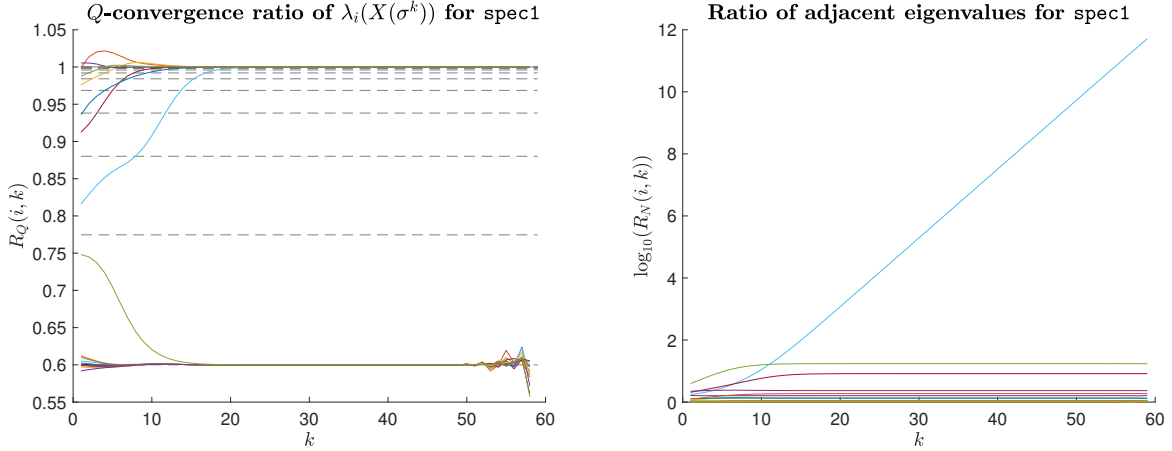 Q-convergence ratio of λᵢ(X(σᵏ)) for spec1
1.05
1
0.95
0.9
0.85
0.8
0.75
0.7
0.65
0.6
0.55
R_Q(i, k)
0 10 20 30 40 50 60
k
Ratio of adjacent eigenvalues for spec1
12
10
8
6
4
2
0
log₁₀(R_N(i, k))
0 10 20 30 40 50 60
k